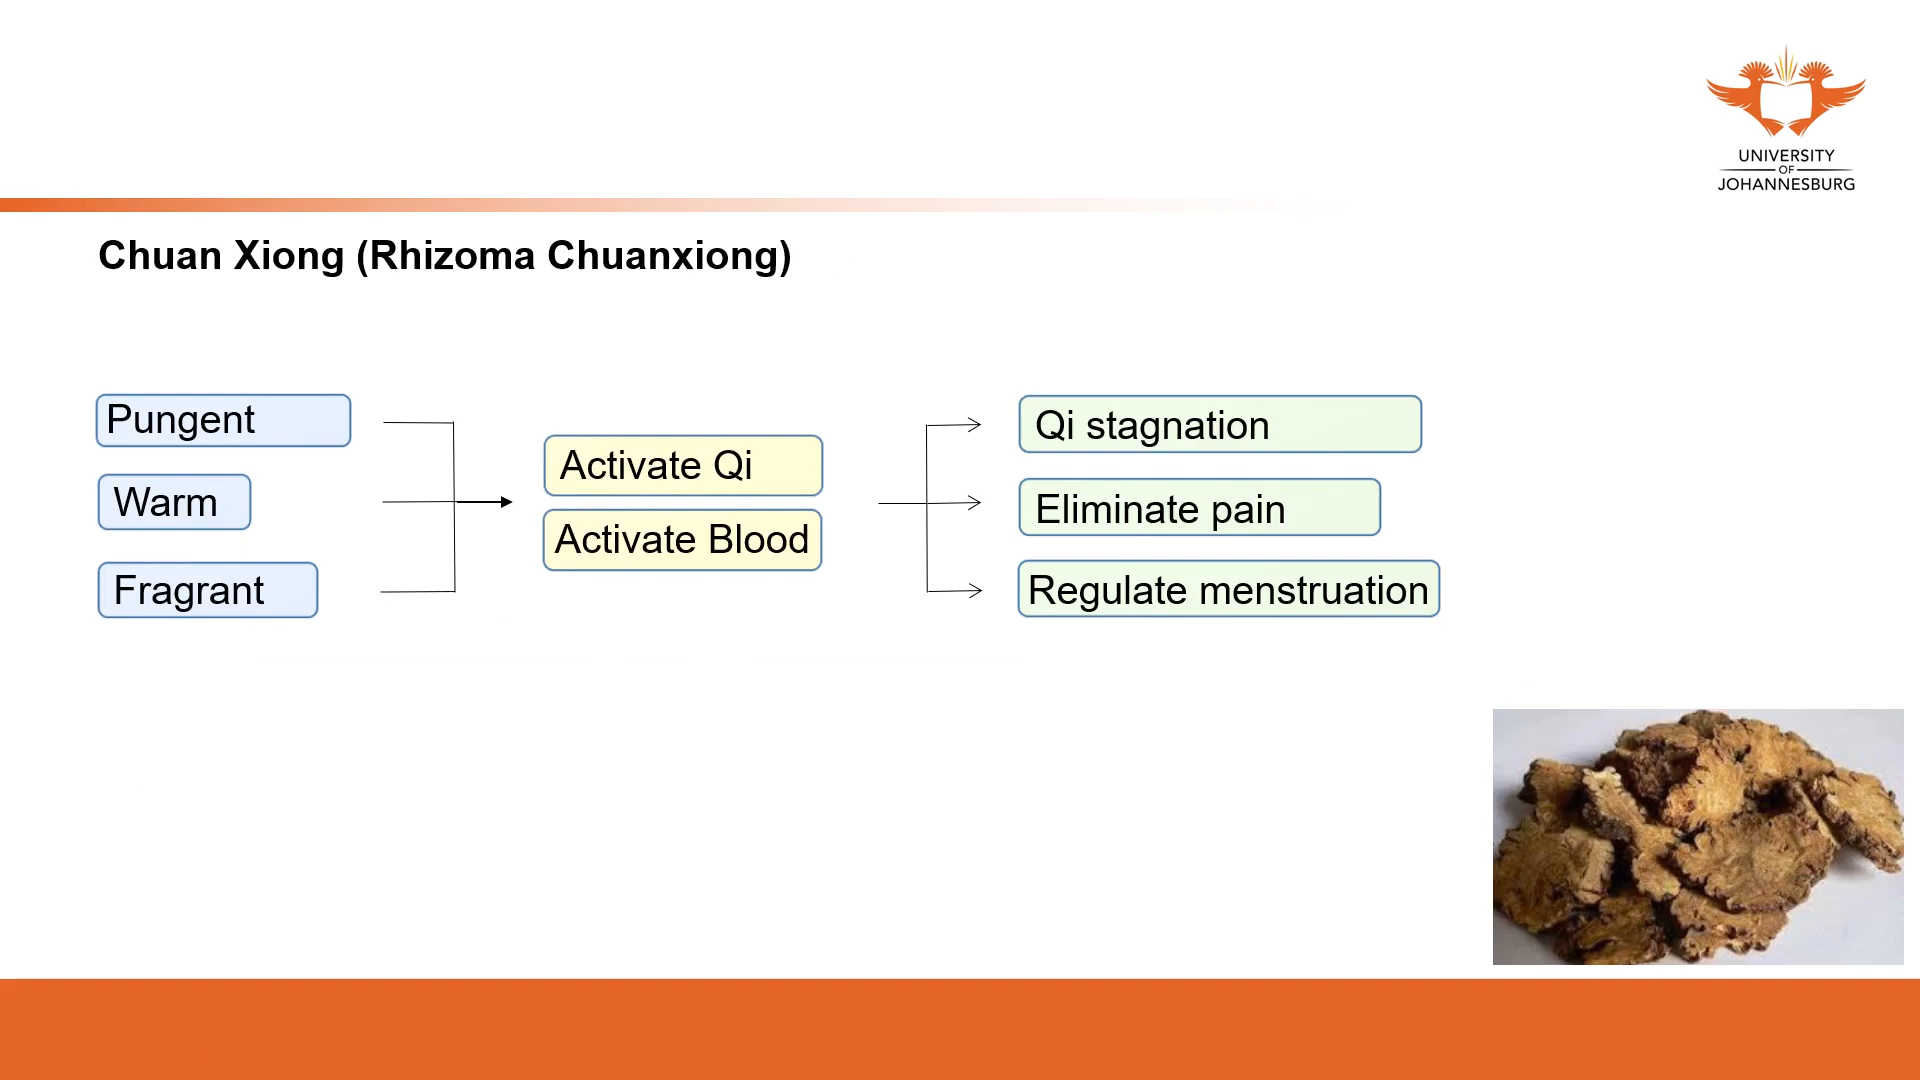 UNIVERSITY
OF
JOHANNESBURG
Chuan Xiong (Rhizoma Chuanxiong)
Pungent
Warm
Fragrant
Activate Qi
Activate Blood
Qi stagnation
Eliminate pain
Regulate menstruation